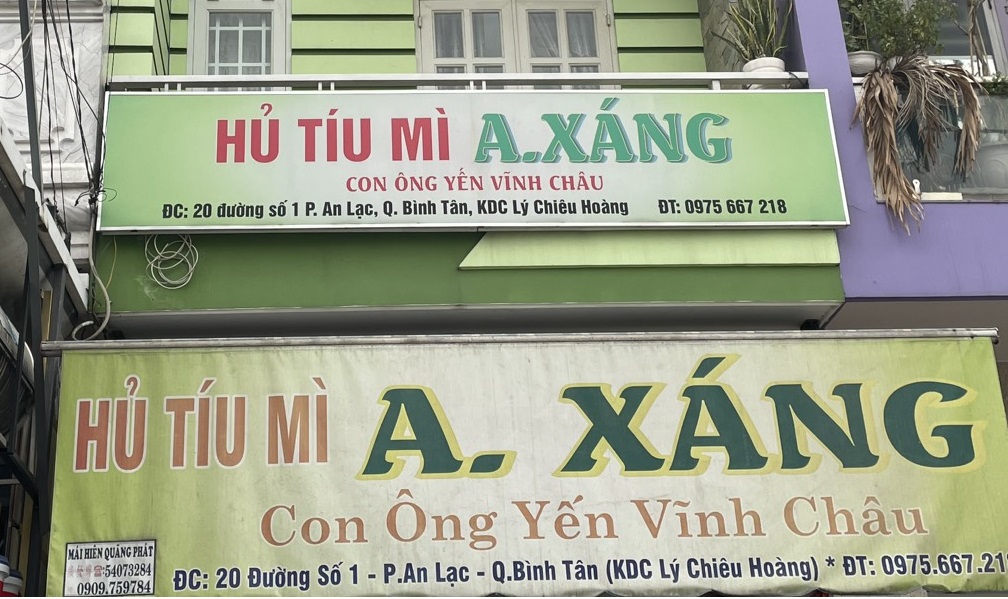 HỦ TÍU MÌ A.XÁNG
CON ÔNG YẾN VĨNH CHÂU
ĐC: 20 đường số 1 P. An Lạc, Q. Bình Tân, KDC Lý Chiêu Hoàng ĐT: 0975 667 218
HỦ TÍU MÌ A. XÁNG
Con Ông Yến Vĩnh Châu
MÁI HIÊN QUẢNG PHÁT
54073284
0909.759784
ĐC: 20 Đường Số 1 - P.An Lạc - Q.Bình Tân (KDC Lý Chiêu Hoàng) * ĐT: 0975.667.218